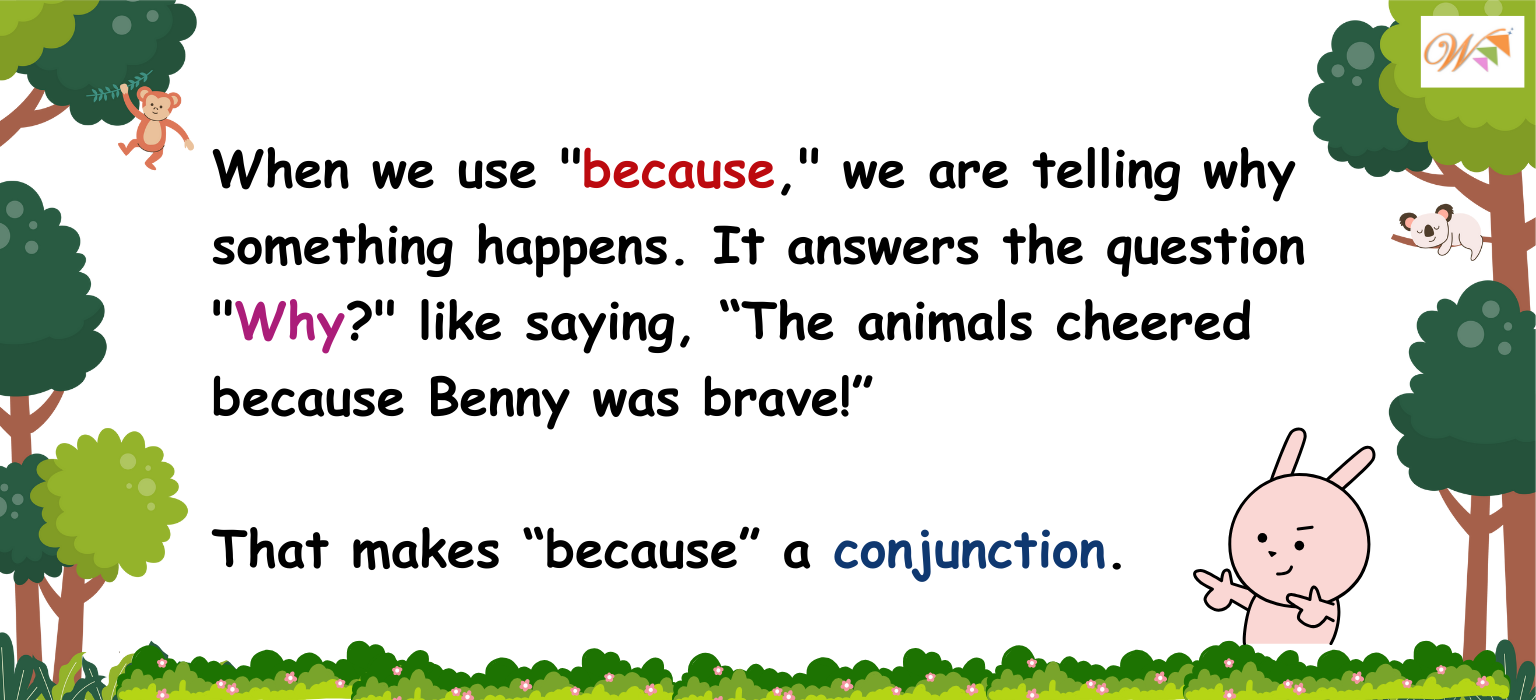 When we use "because," we are telling why
something happens. It answers the question
"Why?" like saying, “The animals cheered
because Benny was brave!”
That makes “because” a conjunction.
W